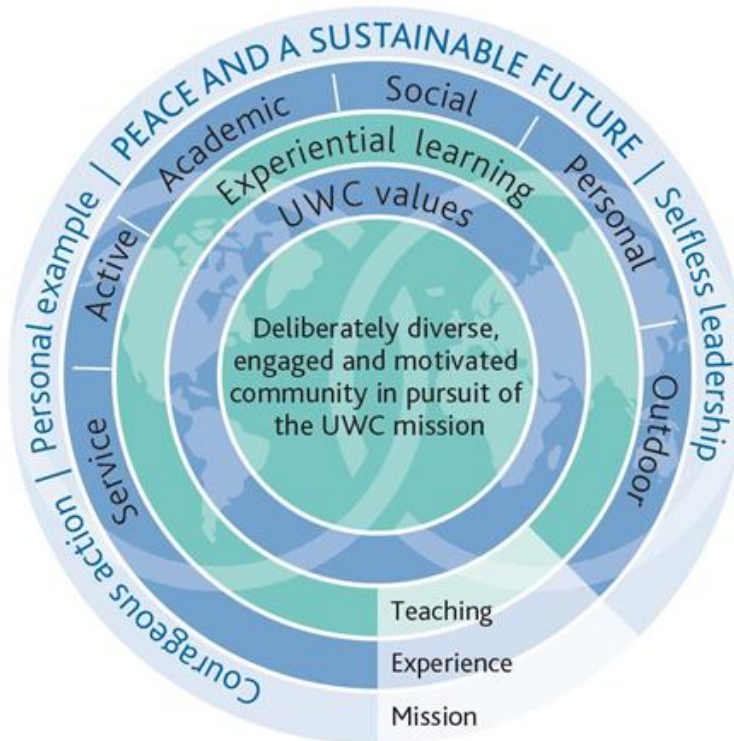 Courageous action | Personal example | PEACE AND A SUSTAINABLE FUTURE | Selfless leadership
Service
Active
Academic
Social
Personal
Outdoor
Experiential learning
UWC values
Deliberately diverse,
engaged and motivated
community in pursuit of
the UWC mission
Teaching
Experience
Mission